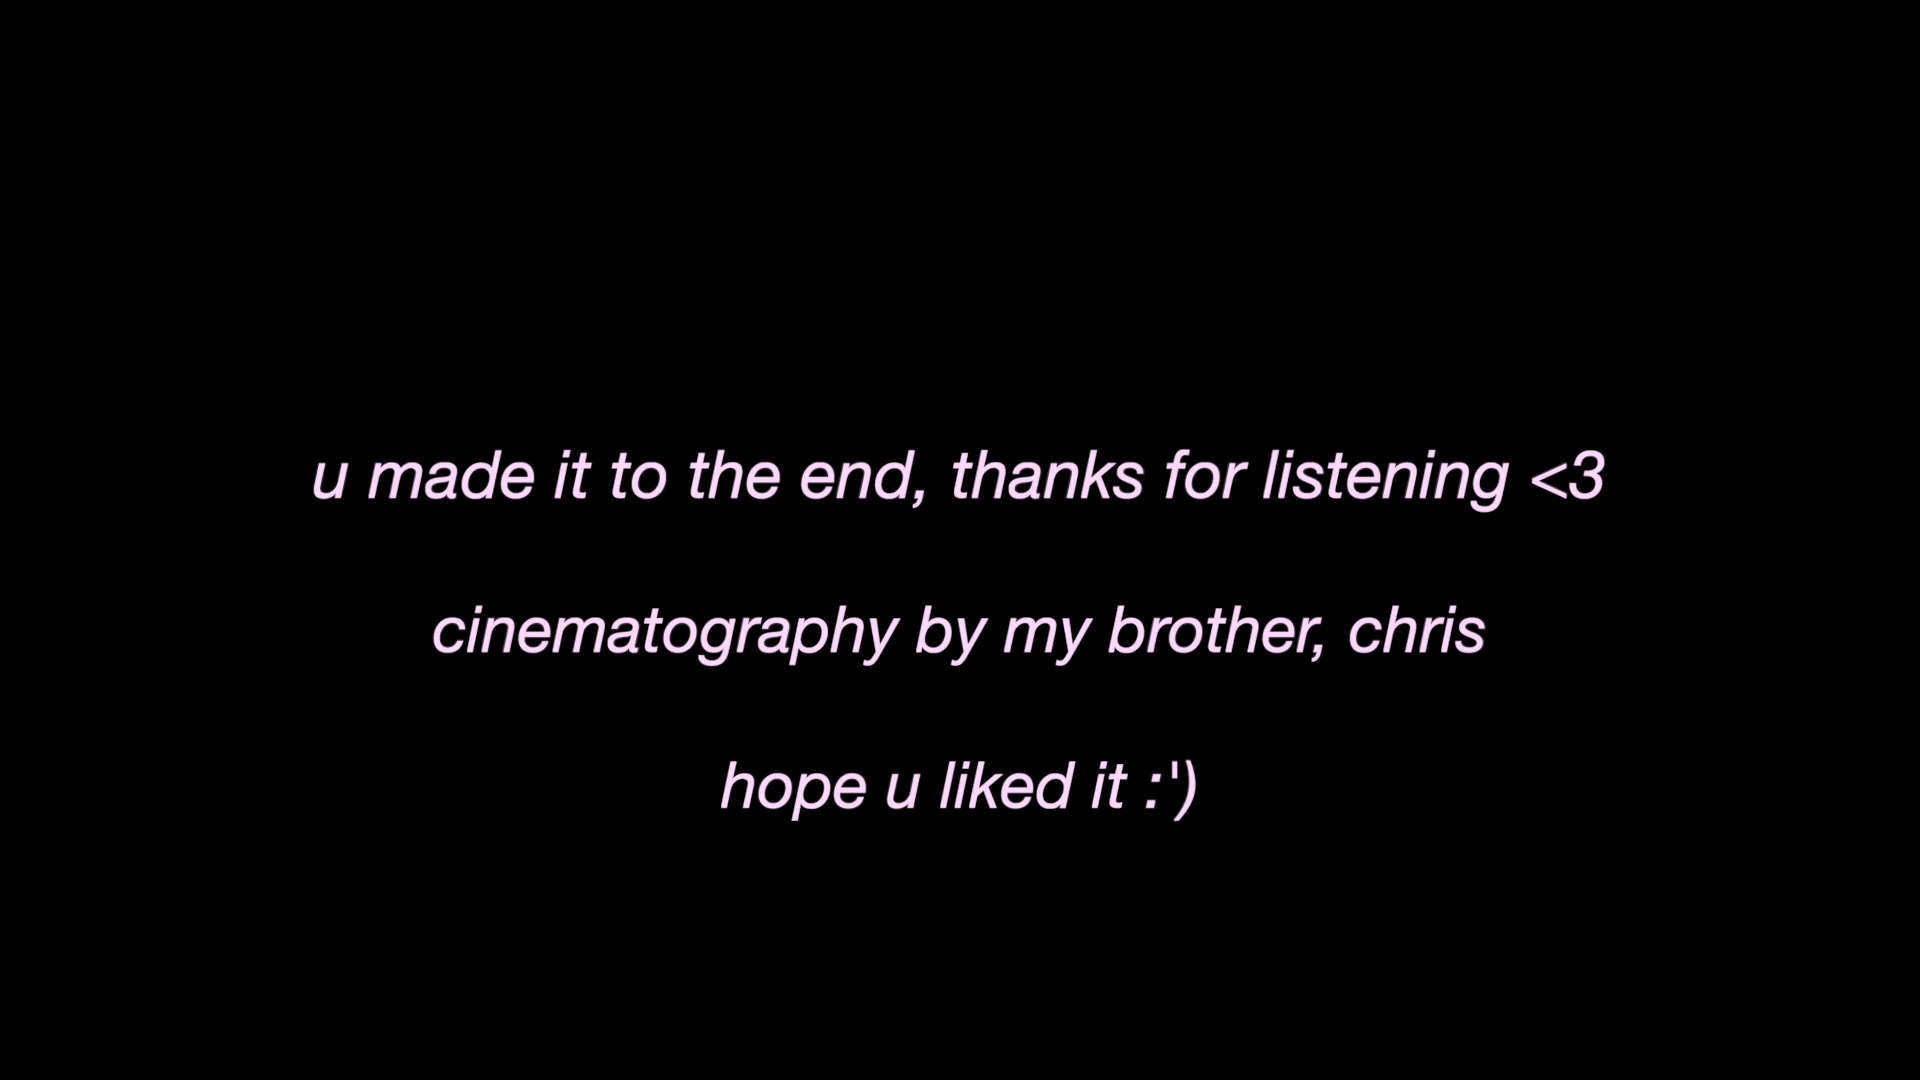 u made it to the end, thanks for listening <3
cinematography by my brother, chris
hope u liked it :')